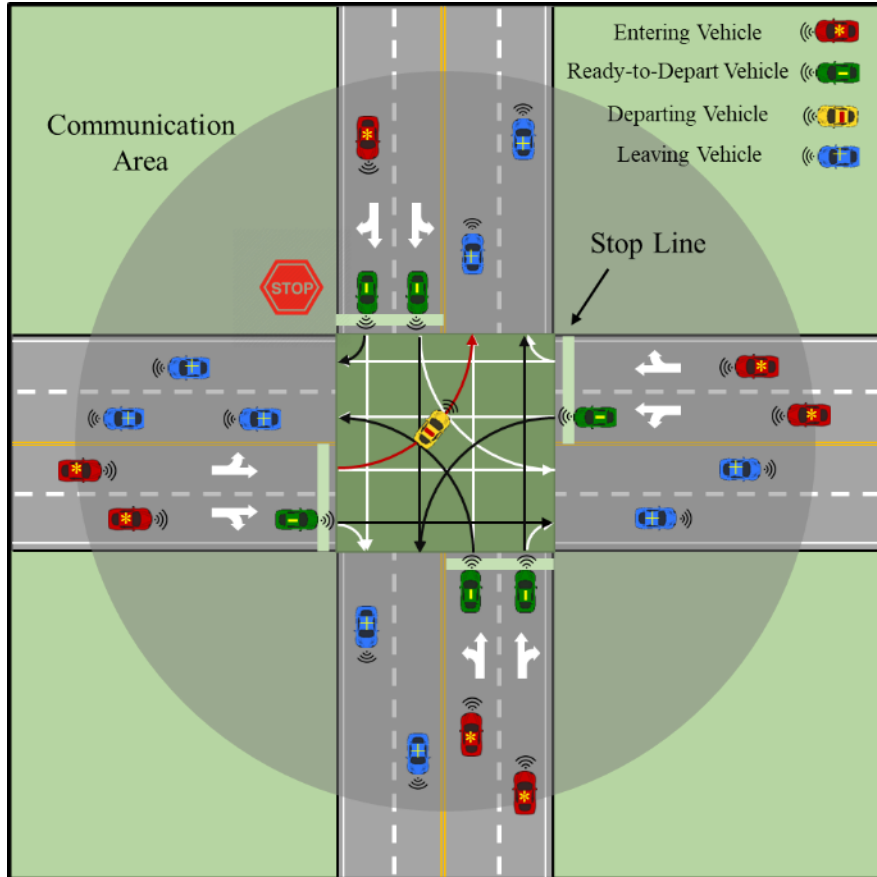 Entering Vehicle
Ready-to-Depart Vehicle
Departing Vehicle
Leaving Vehicle
Communication
Area
Stop Line
STOP